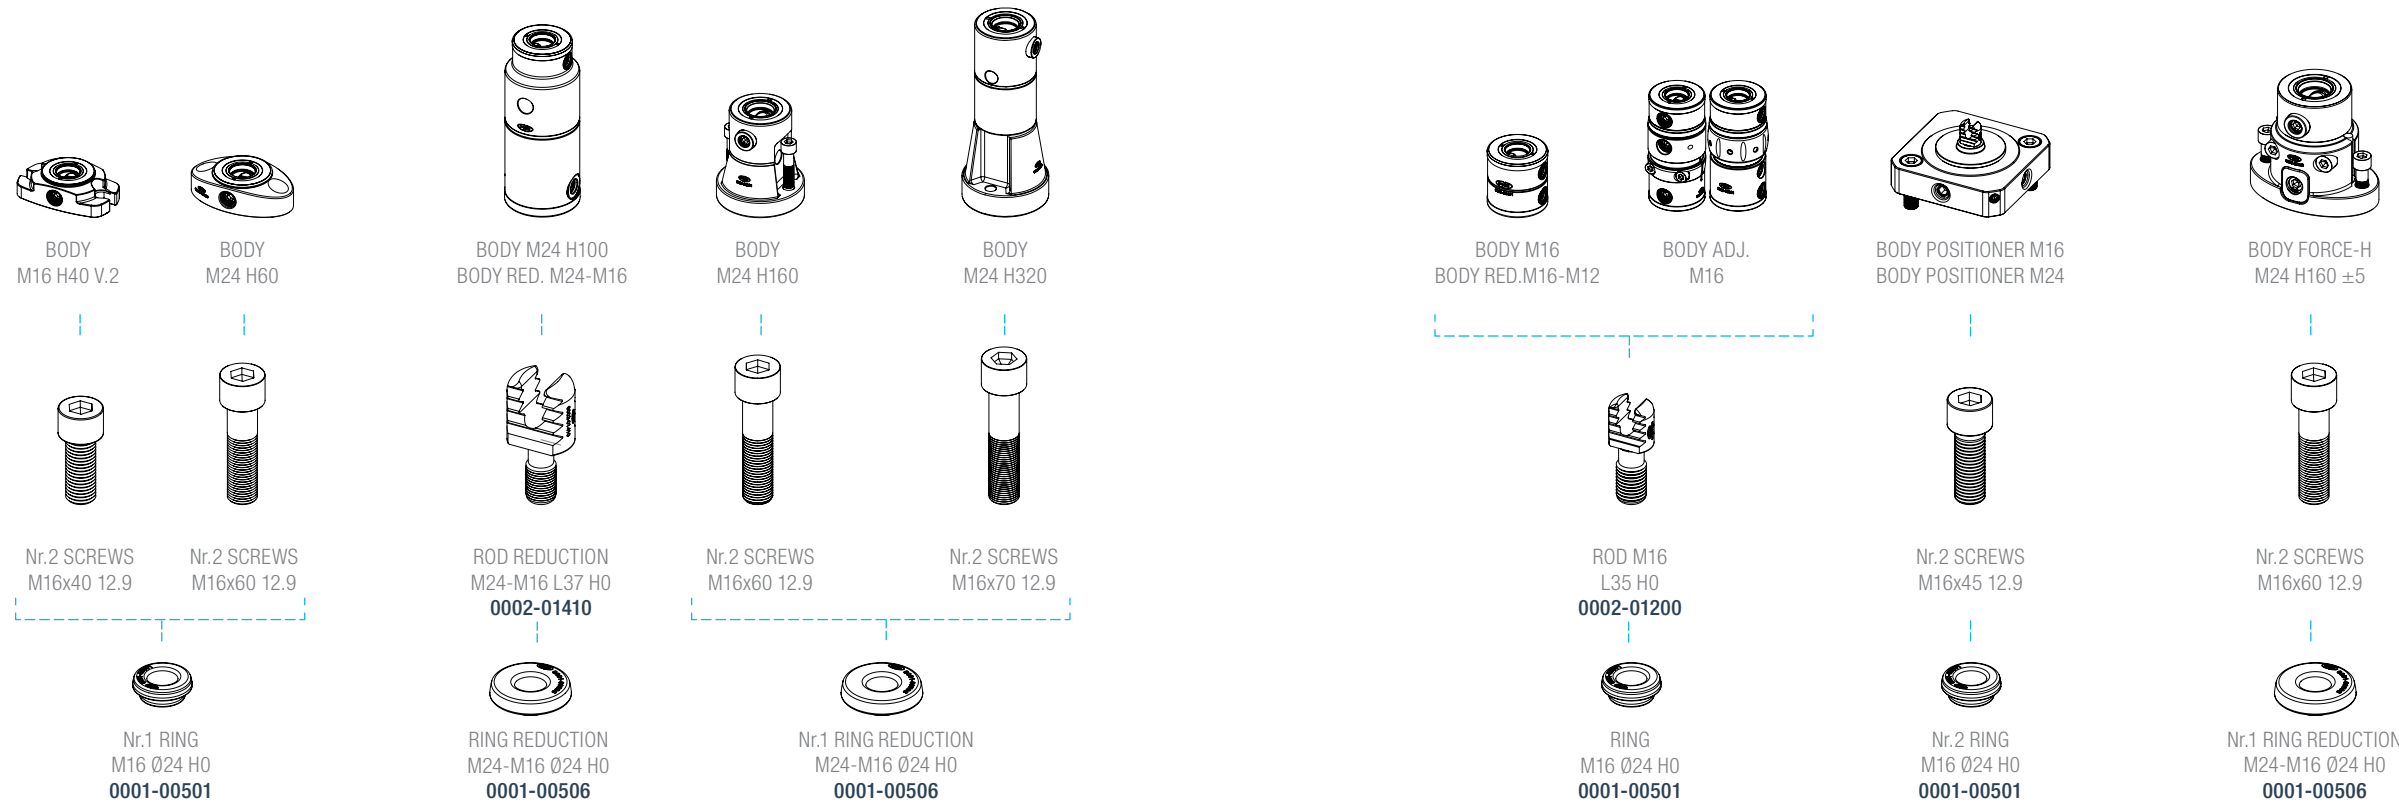 BODY
M16 H40 V.2
BODY
M24 H60
BODY M24 H100
BODY RED. M24-M16
BODY
M24 H160
BODY
M24 H320
BODY M16
BODY RED.M16-M12
BODY ADJ.
M16
BODY POSITIONER M16
BODY POSITIONER M24
BODY FORCE-H
M24 H160 ±5
Nr.2 SCREWS
M16x40 12.9
Nr.2 SCREWS
M16x60 12.9
ROD REDUCTION
M24-M16 L37 H0
0002-01410
Nr.2 SCREWS
M16x60 12.9
Nr.2 SCREWS
M16x70 12.9
ROD M16
L35 H0
0002-01200
Nr.2 SCREWS
M16x45 12.9
Nr.2 SCREWS
M16x60 12.9
Nr.1 RING
M16 Ø24 H0
0001-00501
RING REDUCTION
M24-M16 Ø24 H0
0001-00506
Nr.1 RING REDUCTION
M24-M16 Ø24 H0
0001-00506
RING
M16 Ø24 H0
0001-00501
Nr.2 RING
M16 Ø24 H0
0001-00501
Nr.1 RING REDUCTION
M24-M16 Ø24 H0
0001-00506